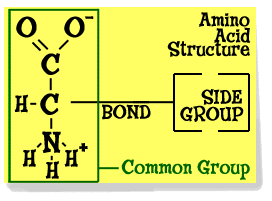 Amino
Acid
Structure
O O⁻
C
H-C
BOND
SIDE
GROUP
N
H H H⁺
Common Group